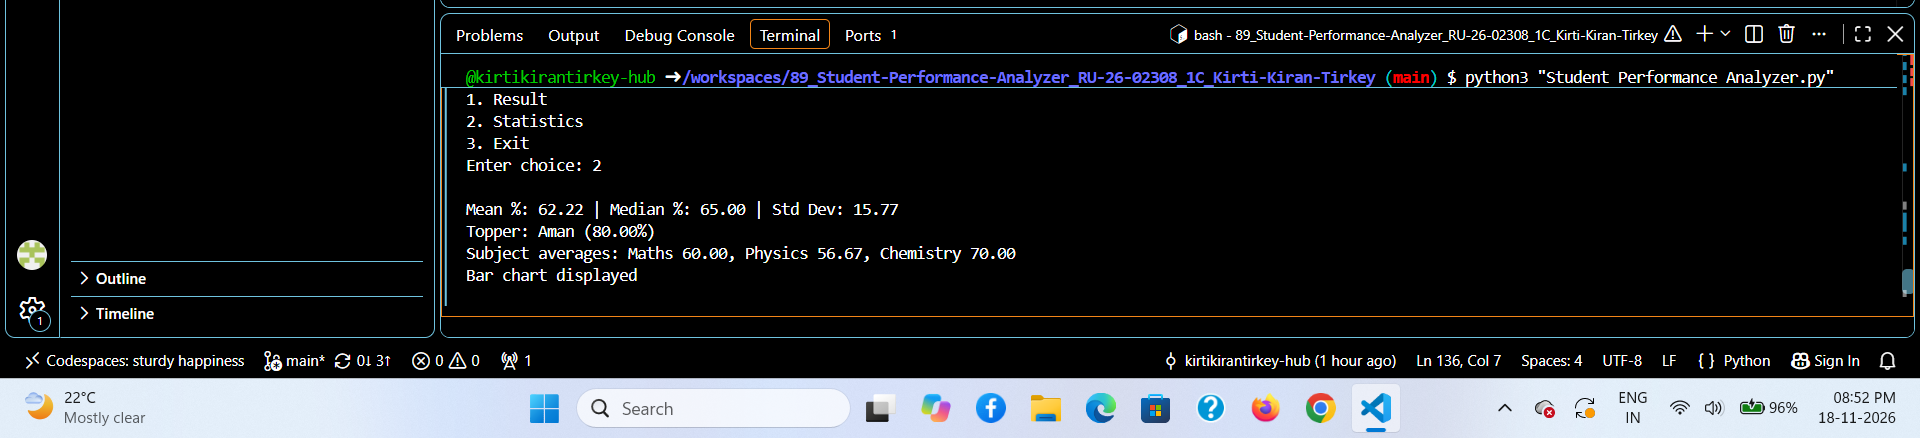 Problems Output Debug Console Terminal Ports 1 bash - 89_Student-Performance-Analyzer_RU-26-02308_1C_Kirti-Kiran-Tirkey
@kirtikirantirkey-hub ➜/workspaces/89_Student-Performance-Analyzer_RU-26-02308_1C_Kirti-Kiran-Tirkey (main) $ python3 "Student Performance Analyzer.py"
1. Result
2. Statistics
3. Exit
Enter choice: 2
Mean %: 62.22 | Median %: 65.00 | Std Dev: 15.77
Topper: Aman (80.00%)
Subject averages: Maths 60.00, Physics 56.67, Chemistry 70.00
Bar chart displayed
Outline
1
Timeline
Codespaces: sturdy happiness main* 0↓ 3↑ 0 0 1 kirtikirantirkey-hub (1 hour ago) Ln 136, Col 7 Spaces: 4 UTF-8 LF { } Python Sign In
22°C
Mostly clear
Search
ENG
IN
96%
08:52 PM
18-11-2026